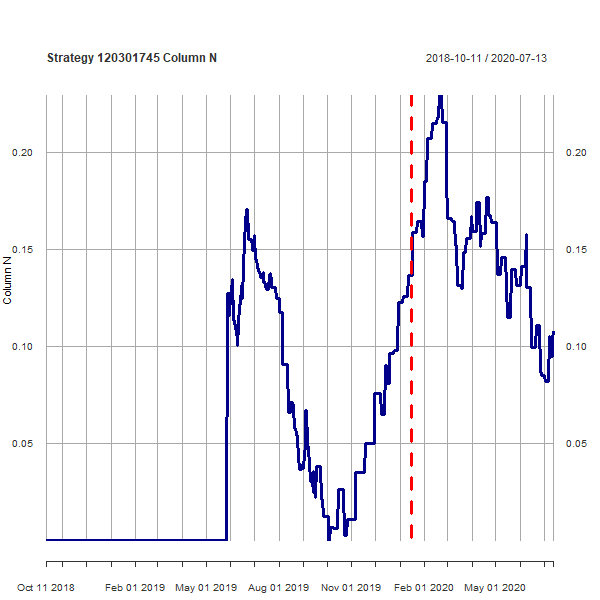 Strategy 120301745 Column N
2018-10-11 / 2020-07-13
0.20
0.20
0.15
0.15
Column N
0.10
0.10
0.05
0.05
Oct 11 2018
Feb 01 2019
May 01 2019
Aug 01 2019
Nov 01 2019
Feb 01 2020
May 01 2020